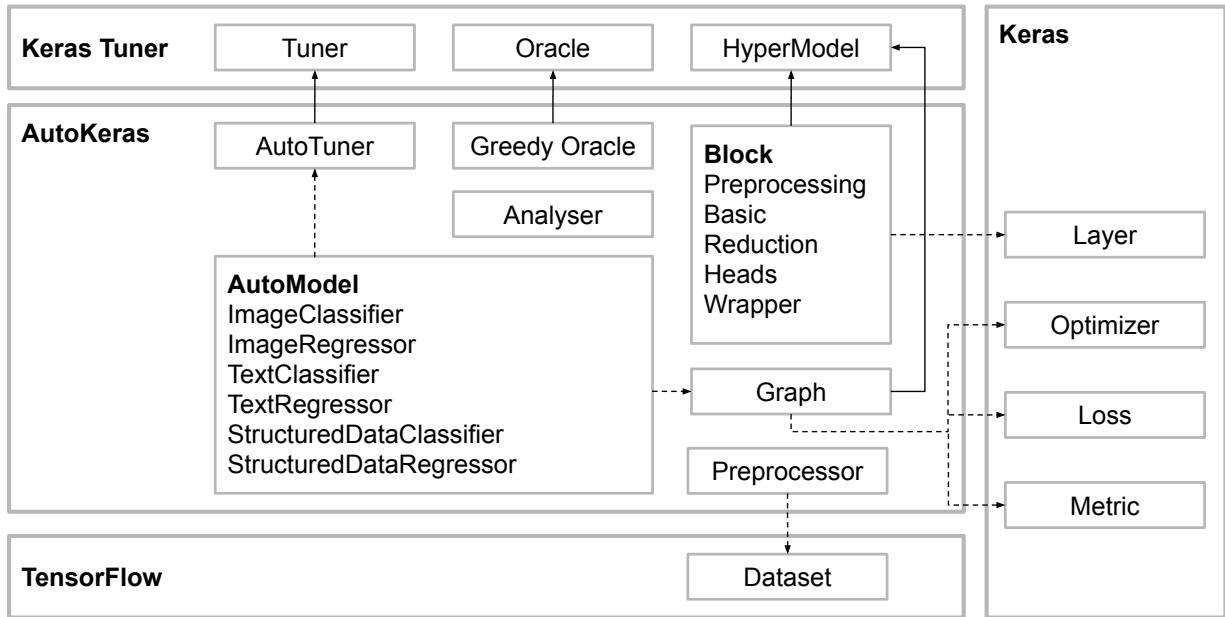 Keras Tuner
Tuner
Oracle
HyperModel
Keras
AutoKeras
AutoTuner
Greedy Oracle
Analyser
Block
Preprocessing
Basic
Reduction
Heads
Wrapper
AutoModel
ImageClassifier
ImageRegressor
TextClassifier
TextRegressor
StructuredDataClassifier
StructuredDataRegressor
Graph
Preprocessor
Layer
Optimizer
Loss
Metric
TensorFlow
Dataset